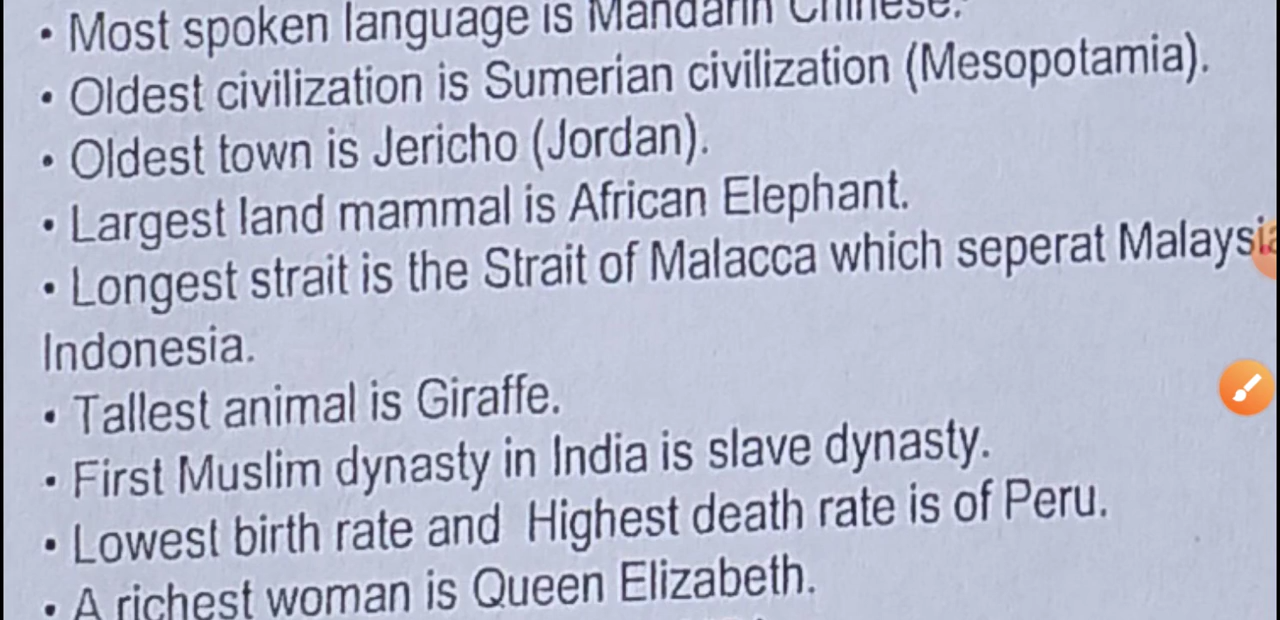 • Most spoken language is Mandarin Chinese.
• Oldest civilization is Sumerian civilization (Mesopotamia).
• Oldest town is Jericho (Jordan).
• Largest land mammal is African Elephant.
• Longest strait is the Strait of Malacca which seperat Malaysia
Indonesia.
• Tallest animal is Giraffe.
• First Muslim dynasty in India is slave dynasty.
• Lowest birth rate and Highest death rate is of Peru.
• A richest woman is Queen Elizabeth.